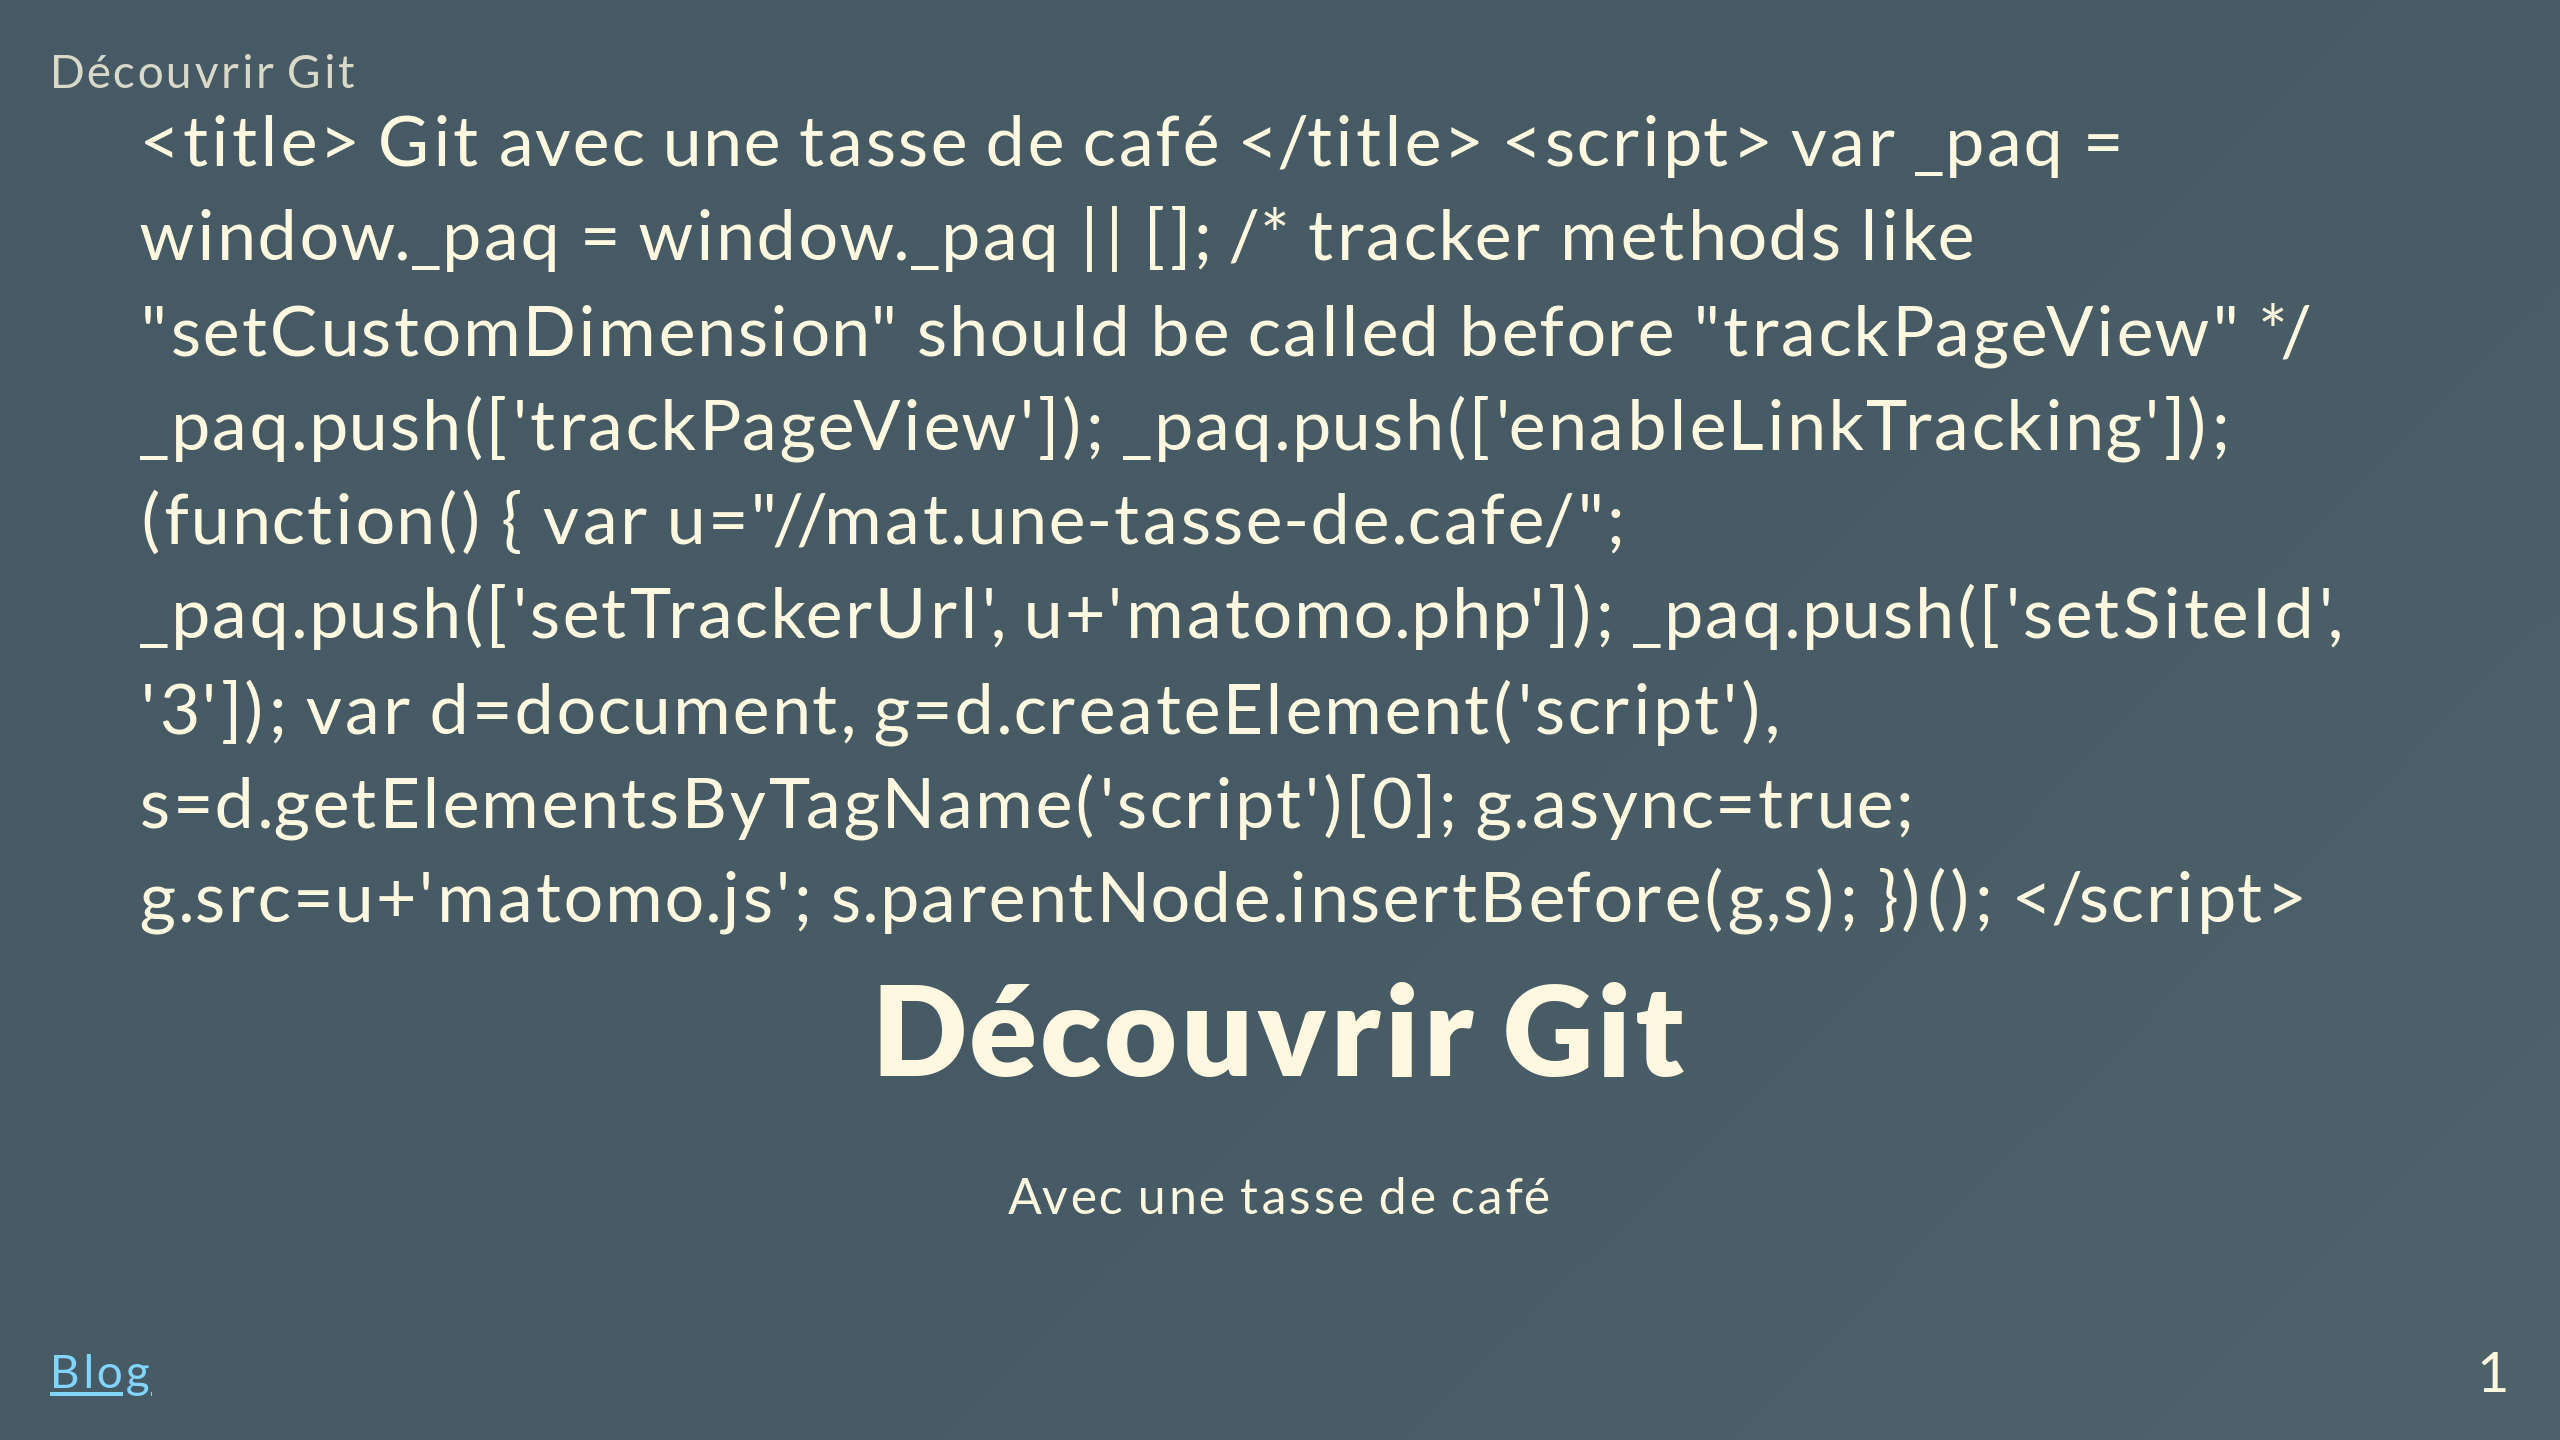 Découvrir Git
<title> Git avec une tasse de café </title> <script> var _paq =
window._paq = window._paq || []; /* tracker methods like
"setCustomDimension" should be called before "trackPageView" */
_paq.push(['trackPageView']); _paq.push(['enableLinkTracking']);
(function() { var u="//mat.une-tasse-de.cafe/";
_paq.push(['setTrackerUrl', u+'matomo.php']); _paq.push(['setSiteId',
'3']); var d=document, g=d.createElement('script'),
s=d.getElementsByTagName('script')[0]; g.async=true;
g.src=u+'matomo.js'; s.parentNode.insertBefore(g,s); })(); </script>
Découvrir Git
Avec une tasse de café
Blog
1